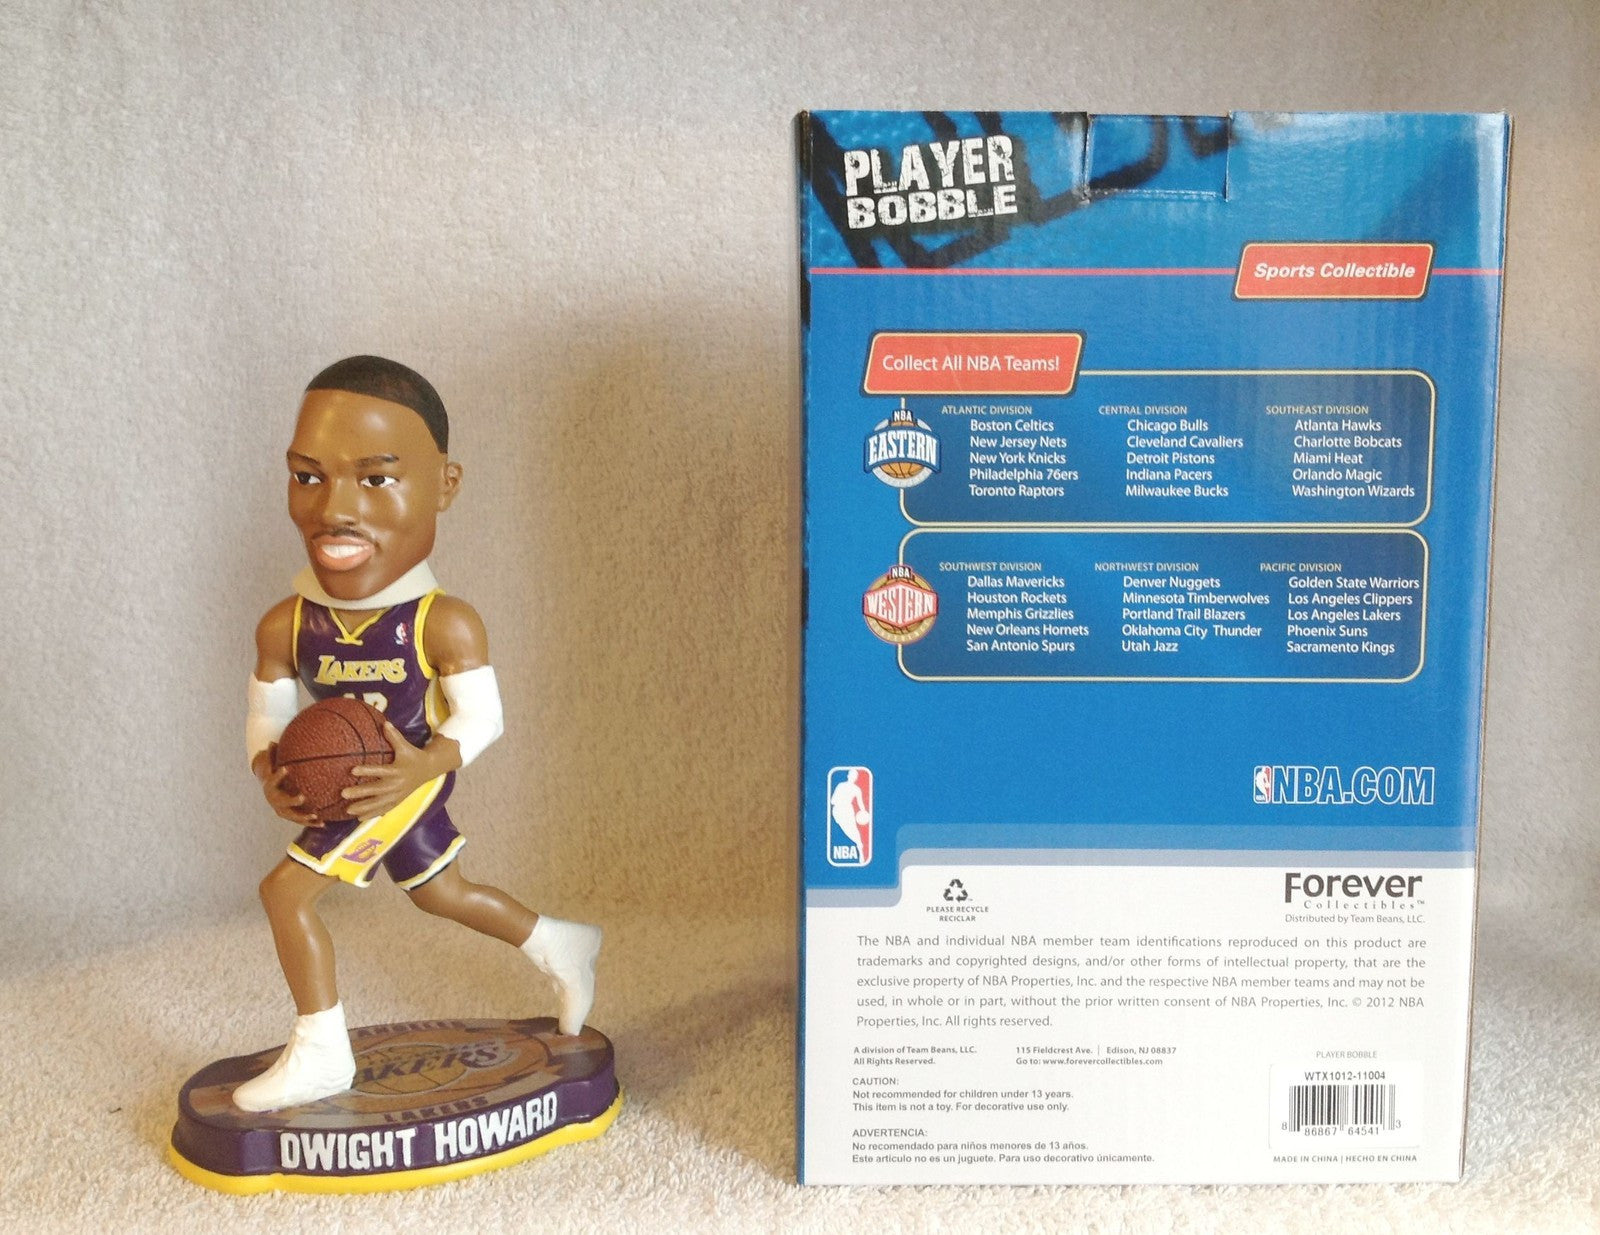 LAKERS
LAKERS
LAKERS
DWIGHT HOWARD
PLAYER
BOBBLE
Sports Collectible
Collect All NBA Teams!
NBA
EASTERN
ATLANTIC DIVISION
Boston Celtics
New Jersey Nets
New York Knicks
Philadelphia 76ers
Toronto Raptors
CENTRAL DIVISION
Chicago Bulls
Cleveland Cavaliers
Detroit Pistons
Indiana Pacers
Milwaukee Bucks
SOUTHEAST DIVISION
Atlanta Hawks
Charlotte Bobcats
Miami Heat
Orlando Magic
Washington Wizards
NBA
WESTERN
SOUTHWEST DIVISION
Dallas Mavericks
Houston Rockets
Memphis Grizzlies
New Orleans Hornets
San Antonio Spurs
NORTHWEST DIVISION
Denver Nuggets
Minnesota Timberwolves
Portland Trail Blazers
Oklahoma City Thunder
Utah Jazz
PACIFIC DIVISION
Golden State Warriors
Los Angeles Clippers
Los Angeles Lakers
Phoenix Suns
Sacramento Kings
NBA
NBA.COM
PLEASE RECYCLE
RECICLAR
Forever
Collectibles™
Distributed by Team Beans, LLC.
The NBA and individual NBA member team identifications reproduced on this product are
trademarks and copyrighted designs, and/or other forms of intellectual property, that are the
exclusive property of NBA Properties, Inc. and the respective NBA member teams and may not be
used, in whole or in part, without the prior written consent of NBA Properties, Inc. © 2012 NBA
Properties, Inc. All rights reserved.
A division of Team Beans, LLC.
All Rights Reserved.
115 Fieldcrest Ave. | Edison, NJ 08837
Go to: www.forevercollectibles.com
CAUTION:
Not recommended for children under 13 years.
This item is not a toy. For decorative use only.
ADVERTENCIA:
No recomendado para niños menores de 13 años.
Este articulo no es un juguete. Para uso decorativo únicamente.
PLAYER BOBBLE
WTX1012-11004
8 86867 64541 3
MADE IN CHINA | HECHO EN CHINA